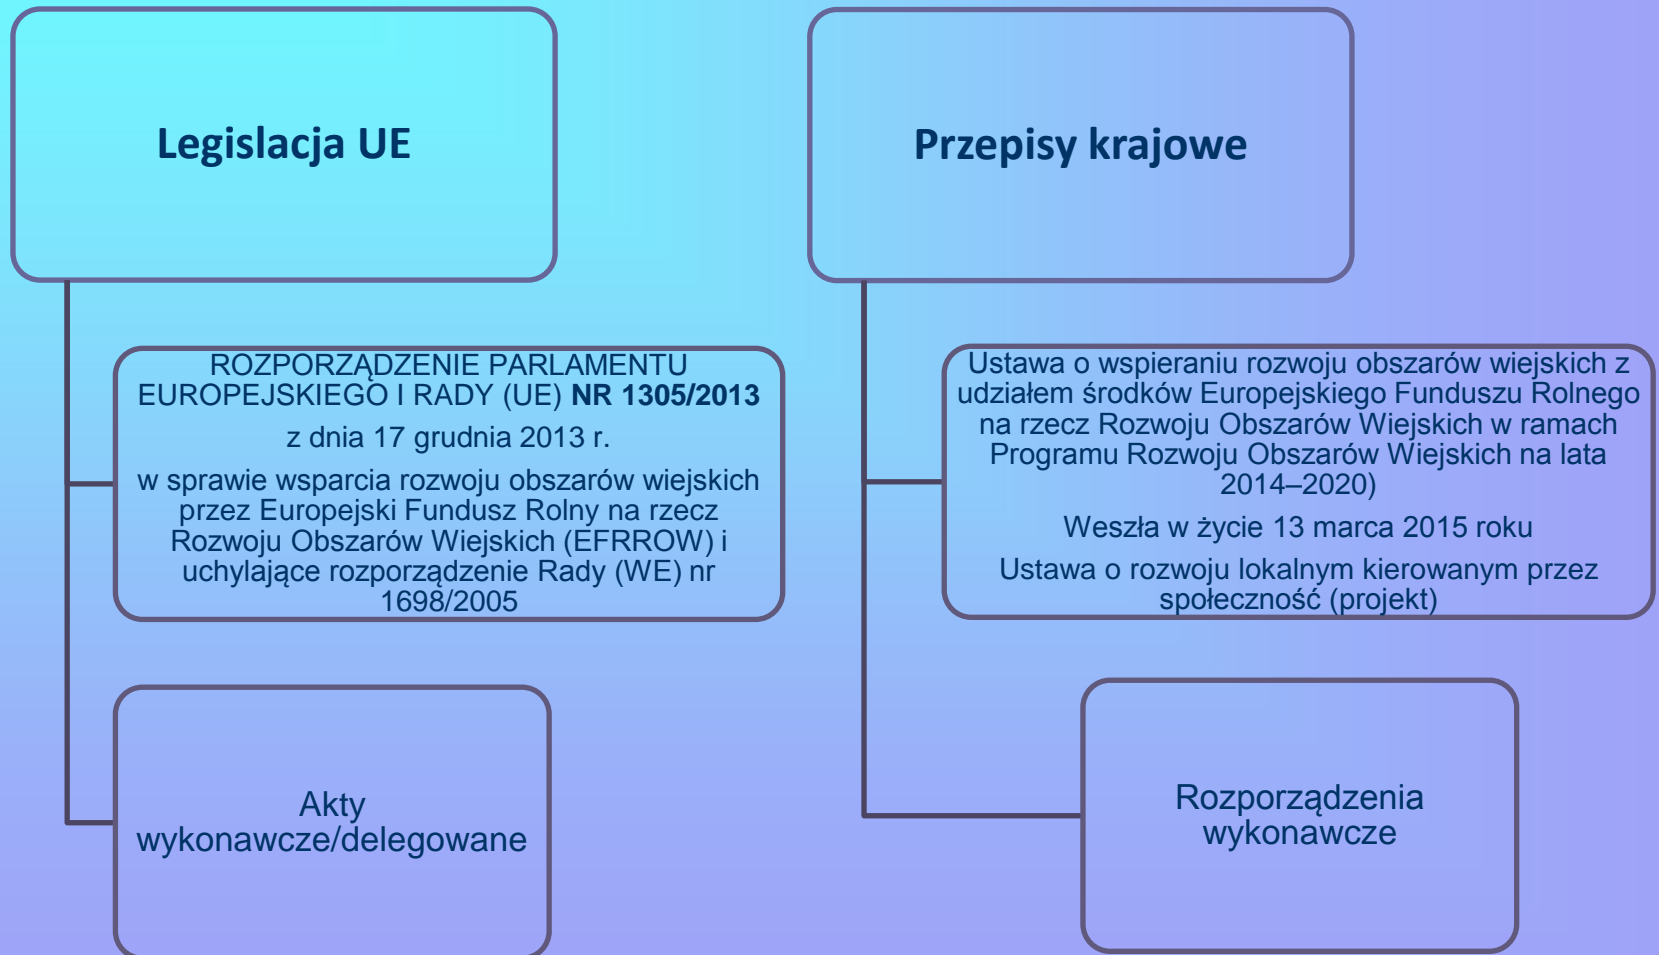 Legislacja UE
ROZPORZĄDZENIE PARLAMENTU
EUROPEJSKIEGO I RADY (UE) NR 1305/2013
z dnia 17 grudnia 2013 r.
w sprawie wsparcia rozwoju obszarów wiejskich
przez Europejski Fundusz Rolny na rzecz
Rozwoju Obszarów Wiejskich (EFRROW) i
uchylające rozporządzenie Rady (WE) nr
1698/2005
Akty
wykonawcze/delegowane
Przepisy krajowe
Ustawa o wspieraniu rozwoju obszarów wiejskich z
udziałem środków Europejskiego Funduszu Rolnego
na rzecz Rozwoju Obszarów Wiejskich w ramach
Programu Rozwoju Obszarów Wiejskich na lata
2014–2020)
Weszła w życie 13 marca 2015 roku
Ustawa o rozwoju lokalnym kierowanym przez
społeczność (projekt)
Rozporządzenia
wykonawcze